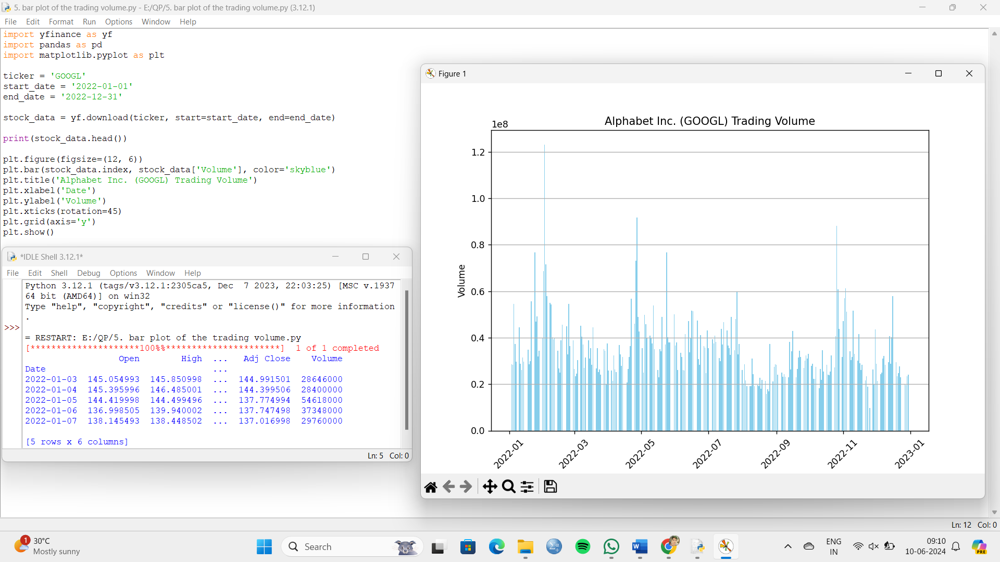 5. bar plot of the trading volume.py - E:/QP/5. bar plot of the trading volume.py (3.12.1)
File Edit Format Run Options Window Help
import yfinance as yf
import pandas as pd
import matplotlib.pyplot as plt
ticker = 'GOOGL'
start_date = '2022-01-01'
end_date = '2022-12-31'
stock_data = yf.download(ticker, start=start_date, end=end_date)
print(stock_data.head())
plt.figure(figsize=(12, 6))
plt.bar(stock_data.index, stock_data['Volume'], color='skyblue')
plt.title('Alphabet Inc. (GOOGL) Trading Volume')
plt.xlabel('Date')
plt.ylabel('Volume')
plt.xticks(rotation=45)
plt.grid(axis='y')
plt.show()
*IDLE Shell 3.12.1*
File Edit Shell Debug Options Window Help
Python 3.12.1 (tags/v3.12.1:2305ca5, Dec  7 2023, 22:03:25) [MSC v.1937
64 bit (AMD64)] on win32
Type "help", "copyright", "credits" or "license()" for more information
.
>>>
= RESTART: E:/QP/5. bar plot of the trading volume.py
[*********************100%%**********************]  1 of 1 completed
Open High ... Adj Close Volume
Date ...
2022-01-03 145.054993 145.850998 ... 144.991501 28646000
2022-01-04 145.395996 146.485001 ... 144.399506 28400000
2022-01-05 144.419998 144.499496 ... 137.774994 54618000
2022-01-06 136.998505 139.940002 ... 137.747498 37348000
2022-01-07 138.145493 138.448502 ... 137.016998 29760000
[5 rows x 6 columns]
Ln: 5 Col: 0
Figure 1
Alphabet Inc. (GOOGL) Trading Volume
1e8
1.2
1.0
0.8
0.6
0.4
0.2
0.0
Volume
2022-01
2022-03
2022-05
2022-07
2022-09
2022-11
2023-01
Ln: 12 Col: 0
1
30°C
Mostly sunny
Search
ENG
IN
09:10
10-06-2024
PRE